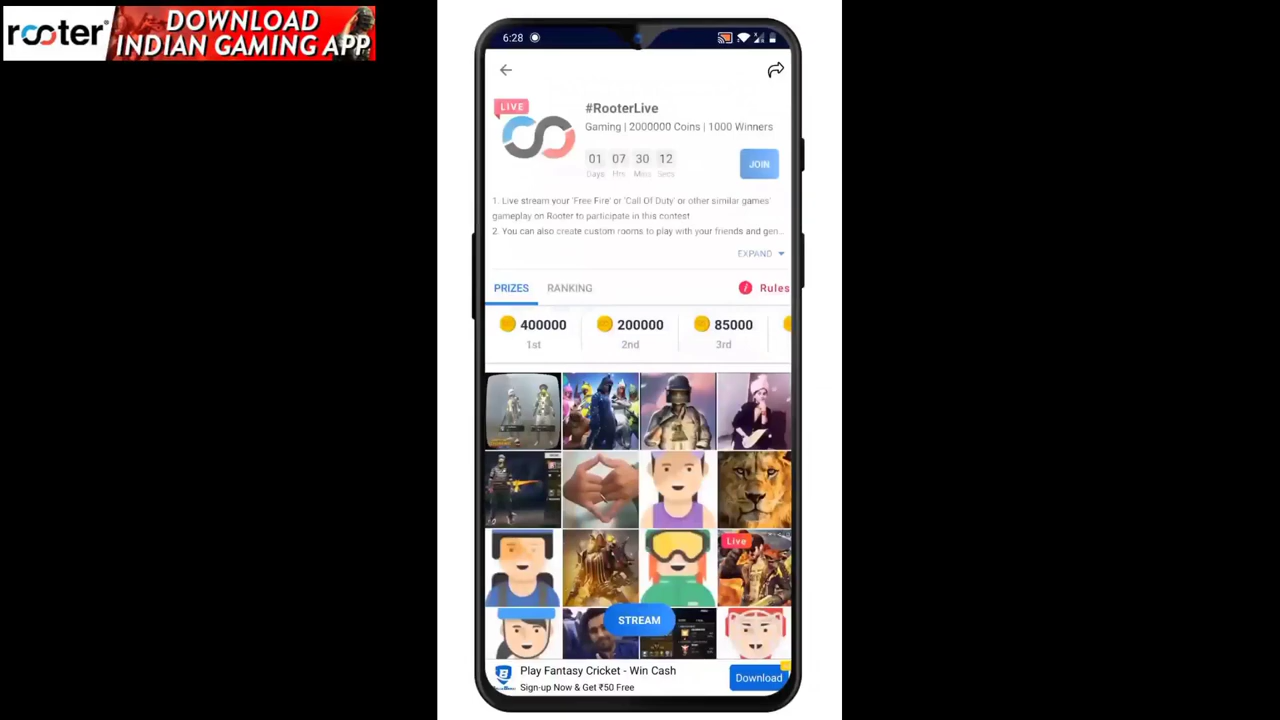 rooter®
DOWNLOAD
INDIAN GAMING APP
6:28
LIVE
#RooterLive
Gaming | 2000000 Coins | 1000 Winners
01 07 30 12
Days Hrs Mins Secs
JOIN
1. Live stream your 'Free Fire' or 'Call Of Duty' or other similar games'
gameplay on Rooter to participate in this contest
2. You can also create custom rooms to play with your friends and gen...
EXPAND
PRIZES RANKING Rules
400000 200000 85000
1st 2nd 3rd
Live
STREAM
Play Fantasy Cricket - Win Cash
Sign-up Now & Get ₹50 Free
Download